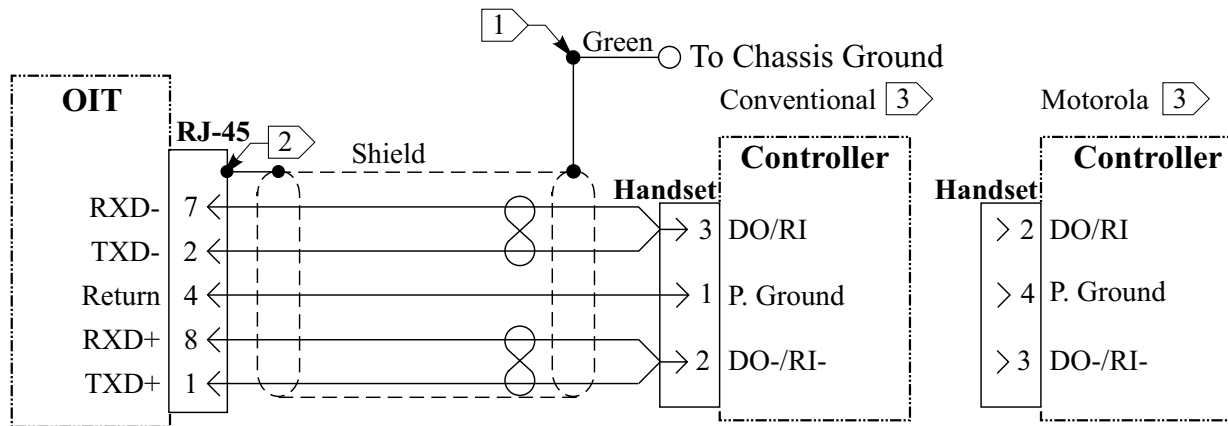 1
Green
To Chassis Ground
OIT
Conventional 3
Motorola 3
RJ-45
2
Shield
Controller
Controller
Handset
Handset
RXD- 7
3 DO/RI
2 DO/RI
TXD- 2
Return 4
1 P. Ground
4 P. Ground
RXD+ 8
2 DO-/RI-
3 DO-/RI-
TXD+ 1